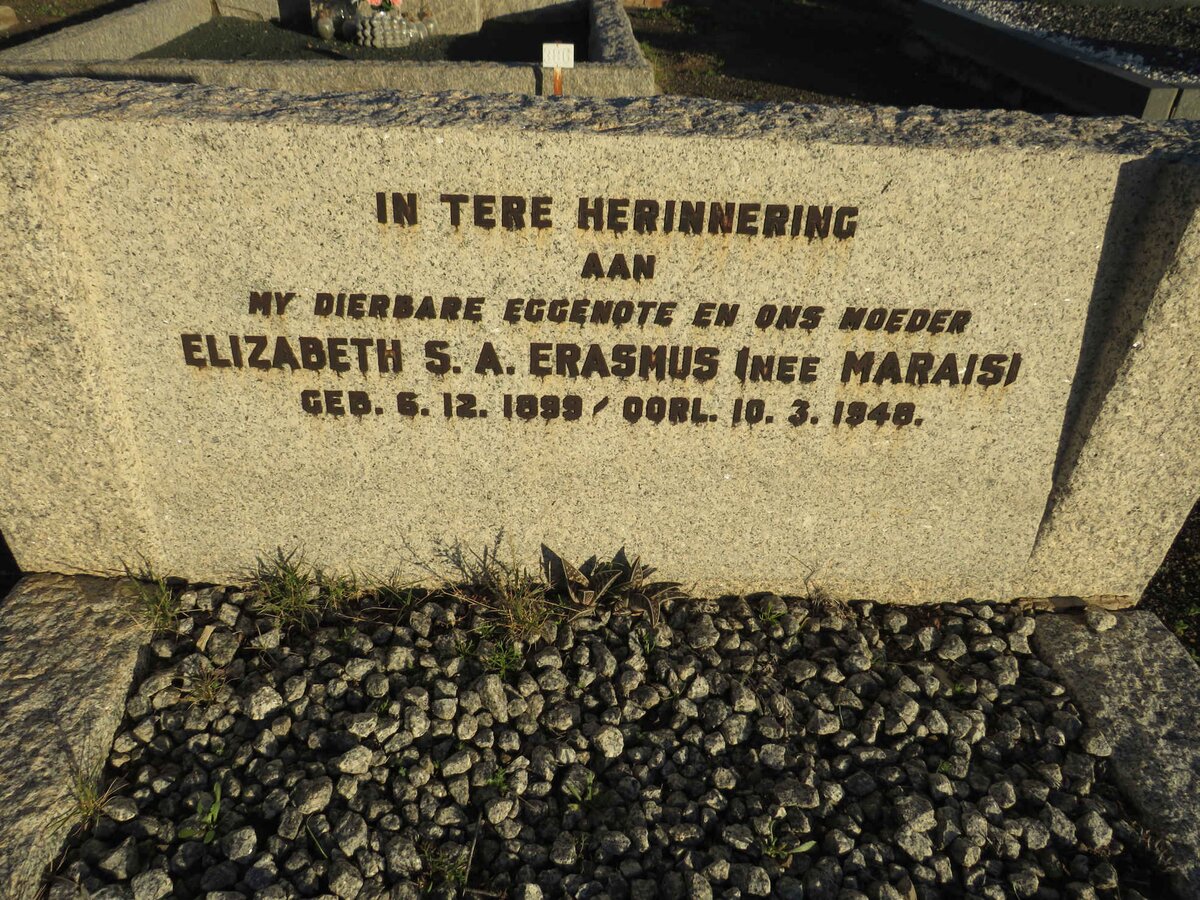 IN TERE HERINNERING
AAN
MY DIERBARE EGGENOTE EN ONS MOEDER
ELIZABETH S. A. ERASMUS (NEE MARAIS)
GEB. 6. 12. 1899 / OORL. 10. 3. 1948.